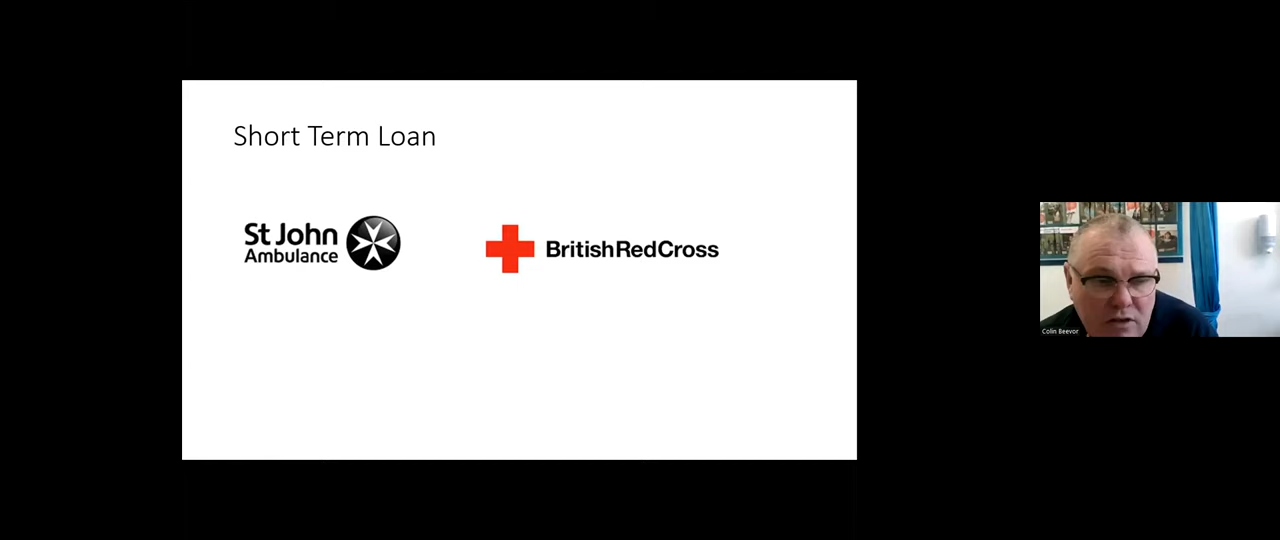 Short Term Loan
St John
Ambulance
BritishRedCross
Colin Beevor